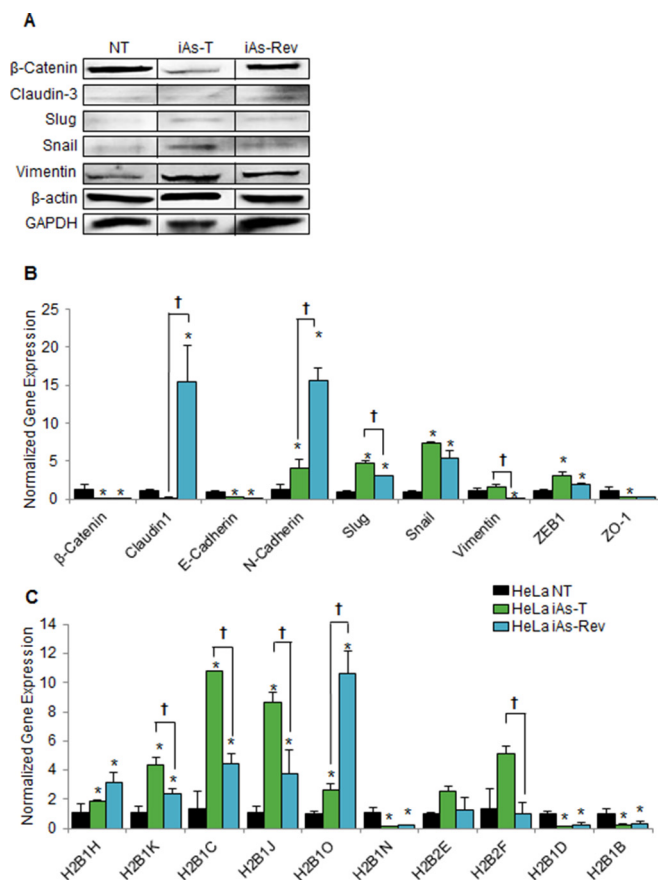 A
NT iAs-T iAs-Rev
β-Catenin
Claudin-3
Slug
Snail
Vimentin
β-actin
GAPDH
B
Normalized Gene Expression
25
20
15
10
5
0
† † † †
* * * * * * * * * * * * * *
β-Catenin Claudin1 E-Cadherin N-Cadherin Slug Snail Vimentin ZEB1 ZO-1
C
HeLa NT
HeLa iAs-T
HeLa iAs-Rev
Normalized Gene Expression
14
12
10
8
6
4
2
0
† † † † †
* * * * * * * * * * * * * * *
H2B1H H2B1K H2B1C H2B1J H2B1O H2B1N H2B2E H2B2F H2B1D H2B1B